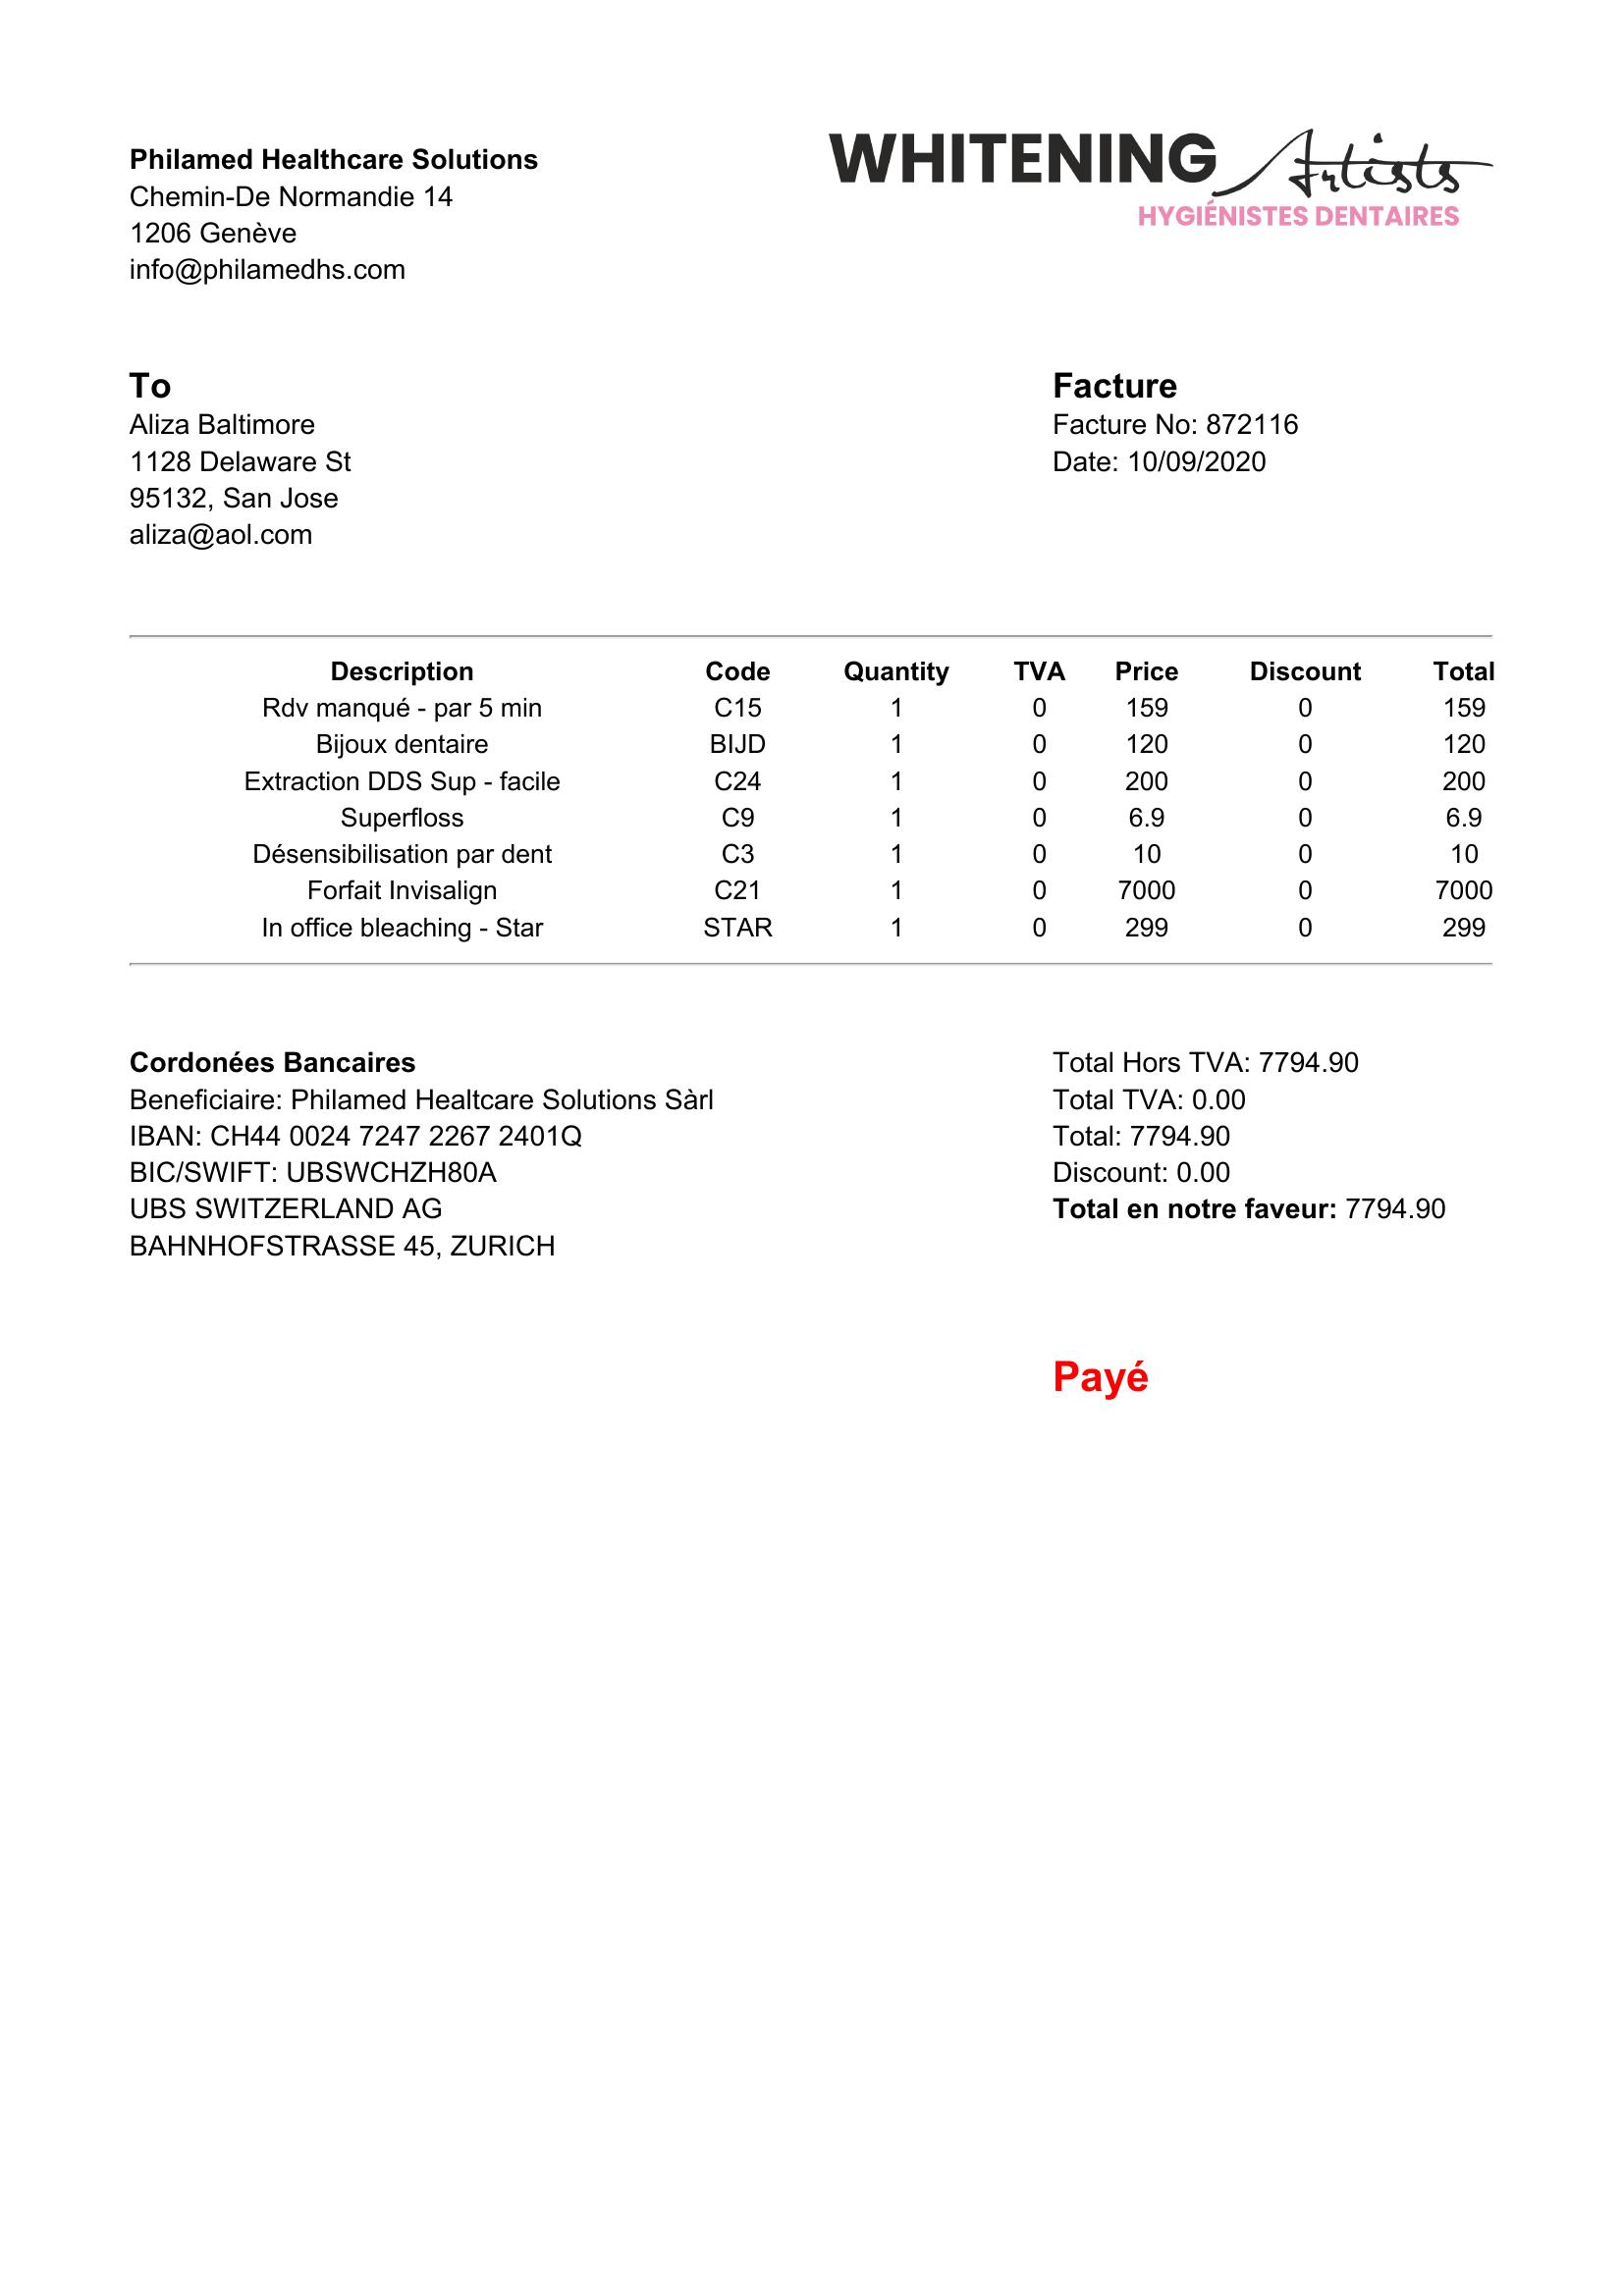 Philamed Healthcare Solutions
Chemin-De Normandie 14
1206 Genève
info@philamedhs.com
WHITENING Artists
HYGIÉNISTES DENTAIRES
To
Aliza Baltimore
1128 Delaware St
95132, San Jose
aliza@aol.com
Facture
Facture No: 872116
Date: 10/09/2020
Description Code Quantity TVA Price Discount Total
Rdv manqué - par 5 min C15 1 0 159 0 159
Bijoux dentaire BIJD 1 0 120 0 120
Extraction DDS Sup - facile C24 1 0 200 0 200
Superfloss C9 1 0 6.9 0 6.9
Désensibilisation par dent C3 1 0 10 0 10
Forfait Invisalign C21 1 0 7000 0 7000
In office bleaching - Star STAR 1 0 299 0 299
Cordonées Bancaires
Beneficiaire: Philamed Healtcare Solutions Sàrl
IBAN: CH44 0024 7247 2267 2401Q
BIC/SWIFT: UBSWCHZH80A
UBS SWITZERLAND AG
BAHNHOFSTRASSE 45, ZURICH
Total Hors TVA: 7794.90
Total TVA: 0.00
Total: 7794.90
Discount: 0.00
Total en notre faveur: 7794.90
Payé